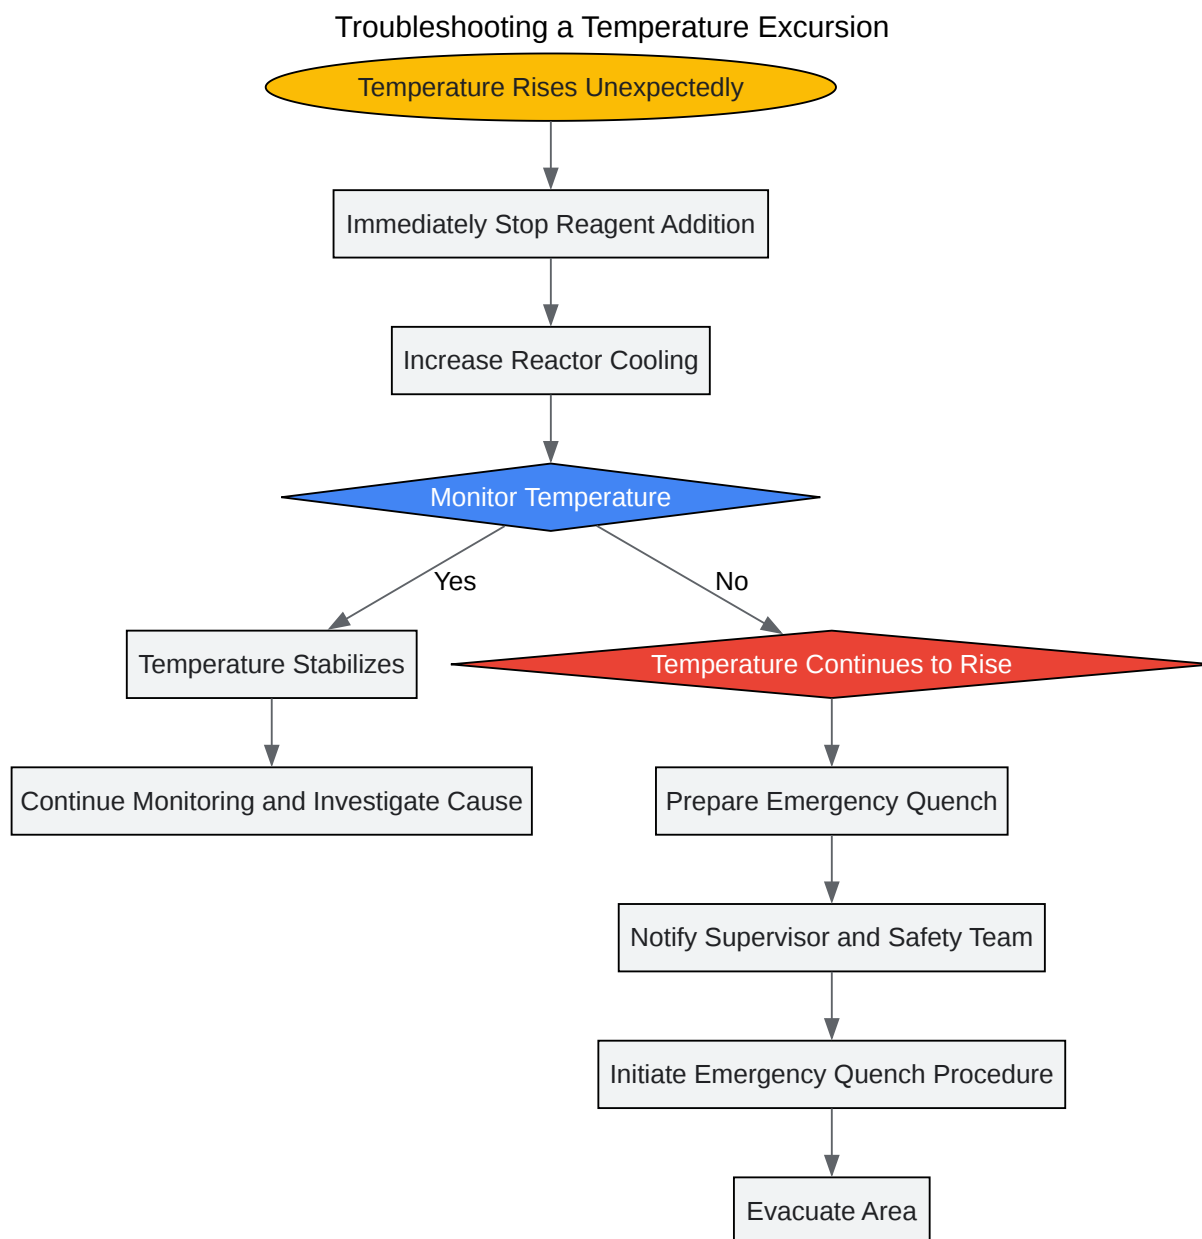 Troubleshooting a Temperature Excursion
Temperature Rises Unexpectedly
Immediately Stop Reagent Addition
Increase Reactor Cooling
Monitor Temperature
Yes
No
Temperature Stabilizes
Temperature Continues to Rise
Continue Monitoring and Investigate Cause
Prepare Emergency Quench
Notify Supervisor and Safety Team
Initiate Emergency Quench Procedure
Evacuate Area